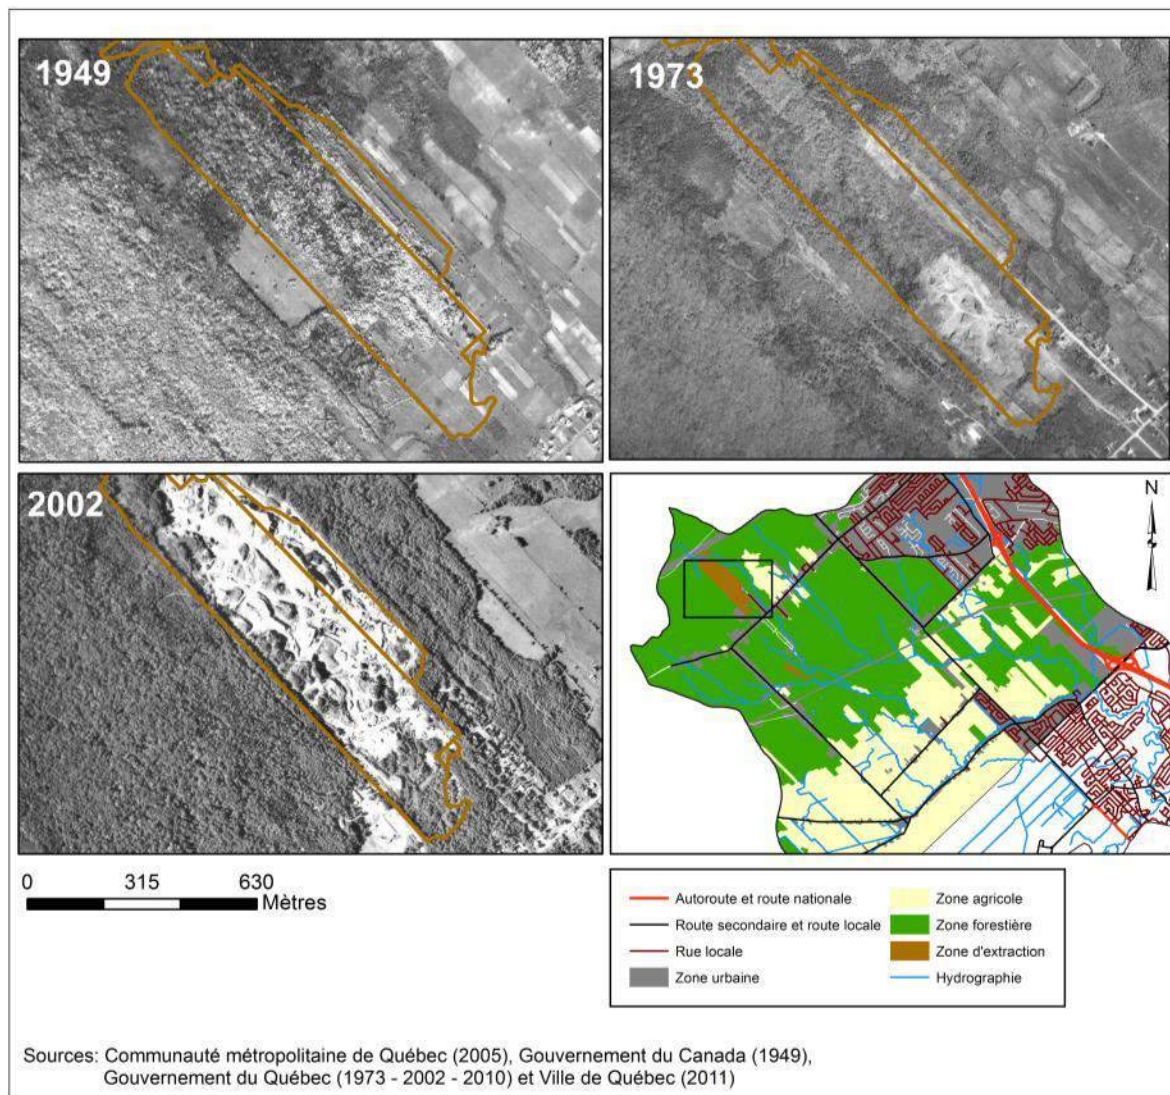 1949
1973
2002
N
0 315 630
Mètres
Autoroute et route nationale
Route secondaire et route locale
Rue locale
Zone urbaine
Zone agricole
Zone forestière
Zone d'extraction
Hydrographie
Sources: Communauté métropolitaine de Québec (2005), Gouvernement du Canada (1949),
Gouvernement du Québec (1973 - 2002 - 2010) et Ville de Québec (2011)